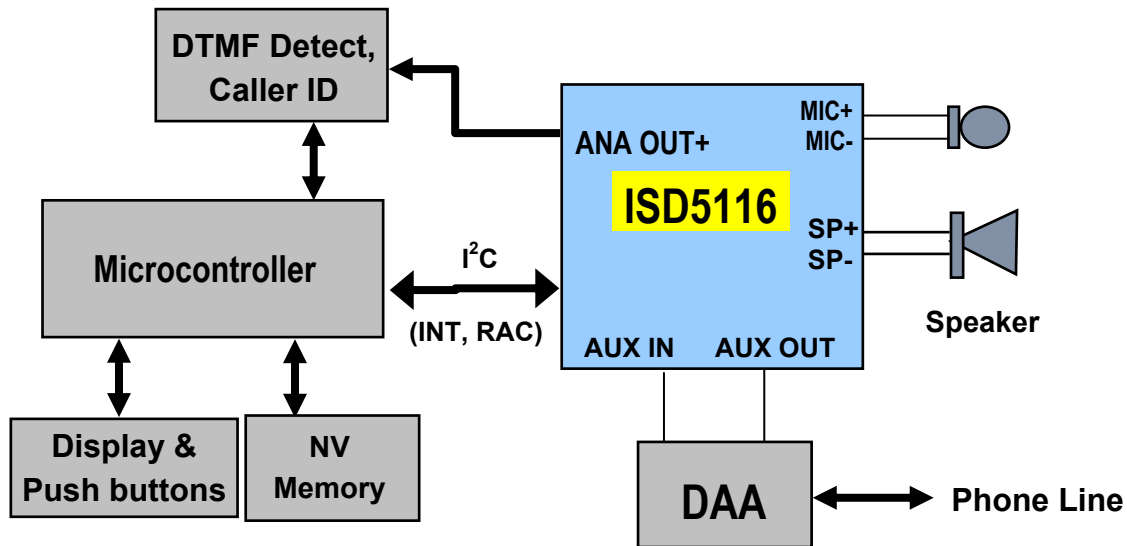 DTMF Detect,
Caller ID
MIC+
MIC-
ANA OUT+
ISD5116
SP+
SP-
Microcontroller
I²C
(INT, RAC)
Speaker
AUX IN
AUX OUT
Display &
Push buttons
NV
Memory
DAA
Phone Line